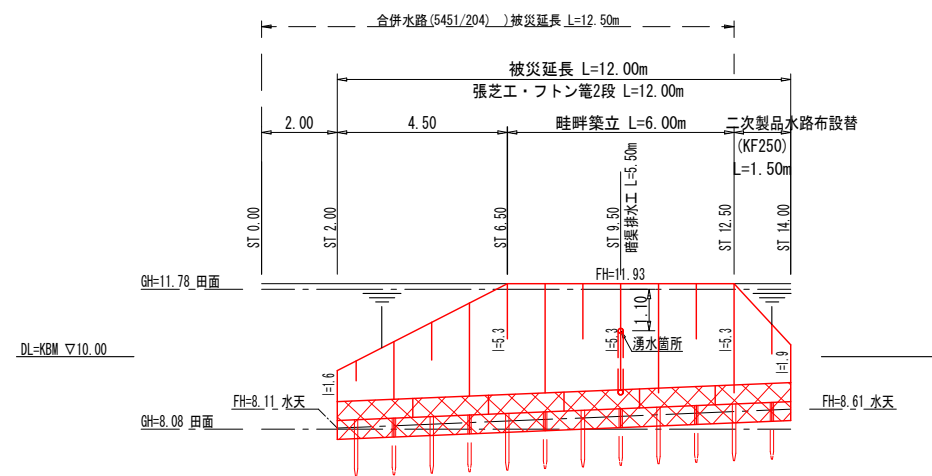 合併水路(5451/204) )被災延長 L=12.50m
被災延長 L=12.00m
張芝工・フトン篭2段 L=12.00m
2.00
4.50
畦畔築立 L=6.00m
二次製品水路布設替
(KF250)
L=1.50m
ST 0.00
ST 2.00
ST 6.50
ST 9.50
暗渠排水工 L=5.50m
ST 12.50
ST 14.00
GH=11.78 田面
FH=11.93
1.10
湧水箇所
DL=KBM ▽10.00
l=1.6
l=5.3
l=5.3
l=5.3
l=1.9
FH=8.11 水天
FH=8.61 水天
GH=8.08 田面